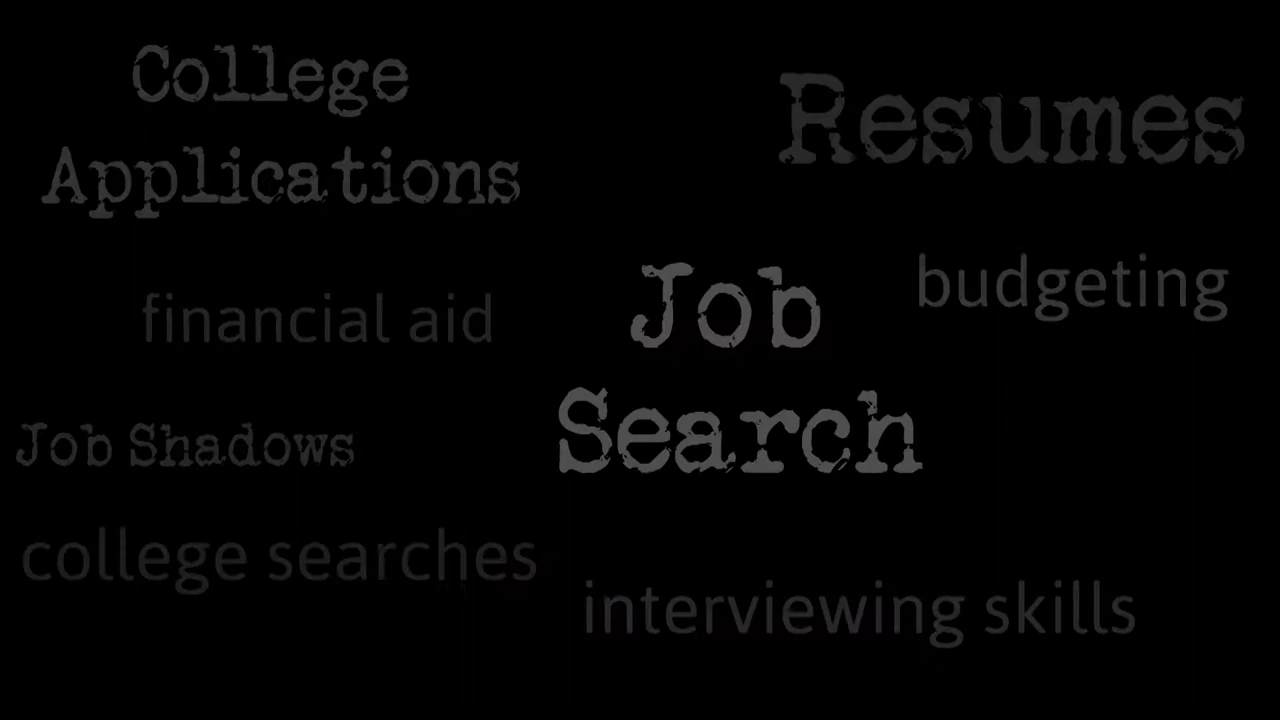 College
Applications
Resumes
financial aid
Job
Search
budgeting
Job Shadows
college searches
interviewing skills